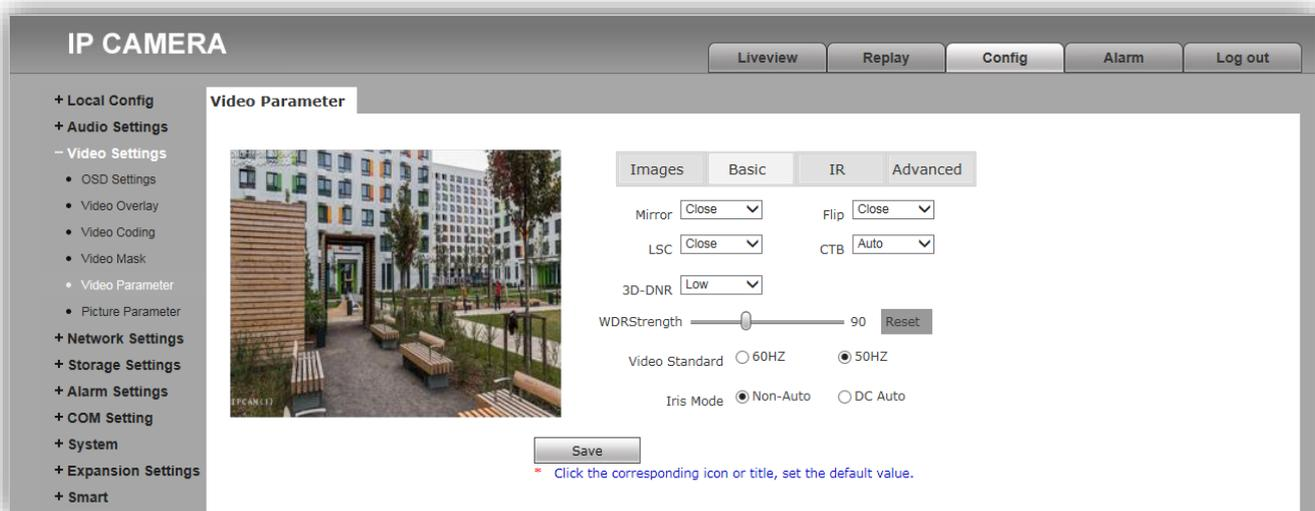 IP CAMERA
Liveview Replay Config Alarm Log out
+ Local Config
+ Audio Settings
− Video Settings
• OSD Settings
• Video Overlay
• Video Coding
• Video Mask
• Video Parameter
• Picture Parameter
+ Network Settings
+ Storage Settings
+ Alarm Settings
+ COM Setting
+ System
+ Expansion Settings
+ Smart
Video Parameter
IPCAM(1)
Images Basic IR Advanced
Mirror Close Flip Close
LSC Close CTB Auto
3D-DNR Low
WDRStrength 90 Reset
Video Standard 60HZ 50HZ
Iris Mode Non-Auto DC Auto
Save
* Click the corresponding icon or title, set the default value.